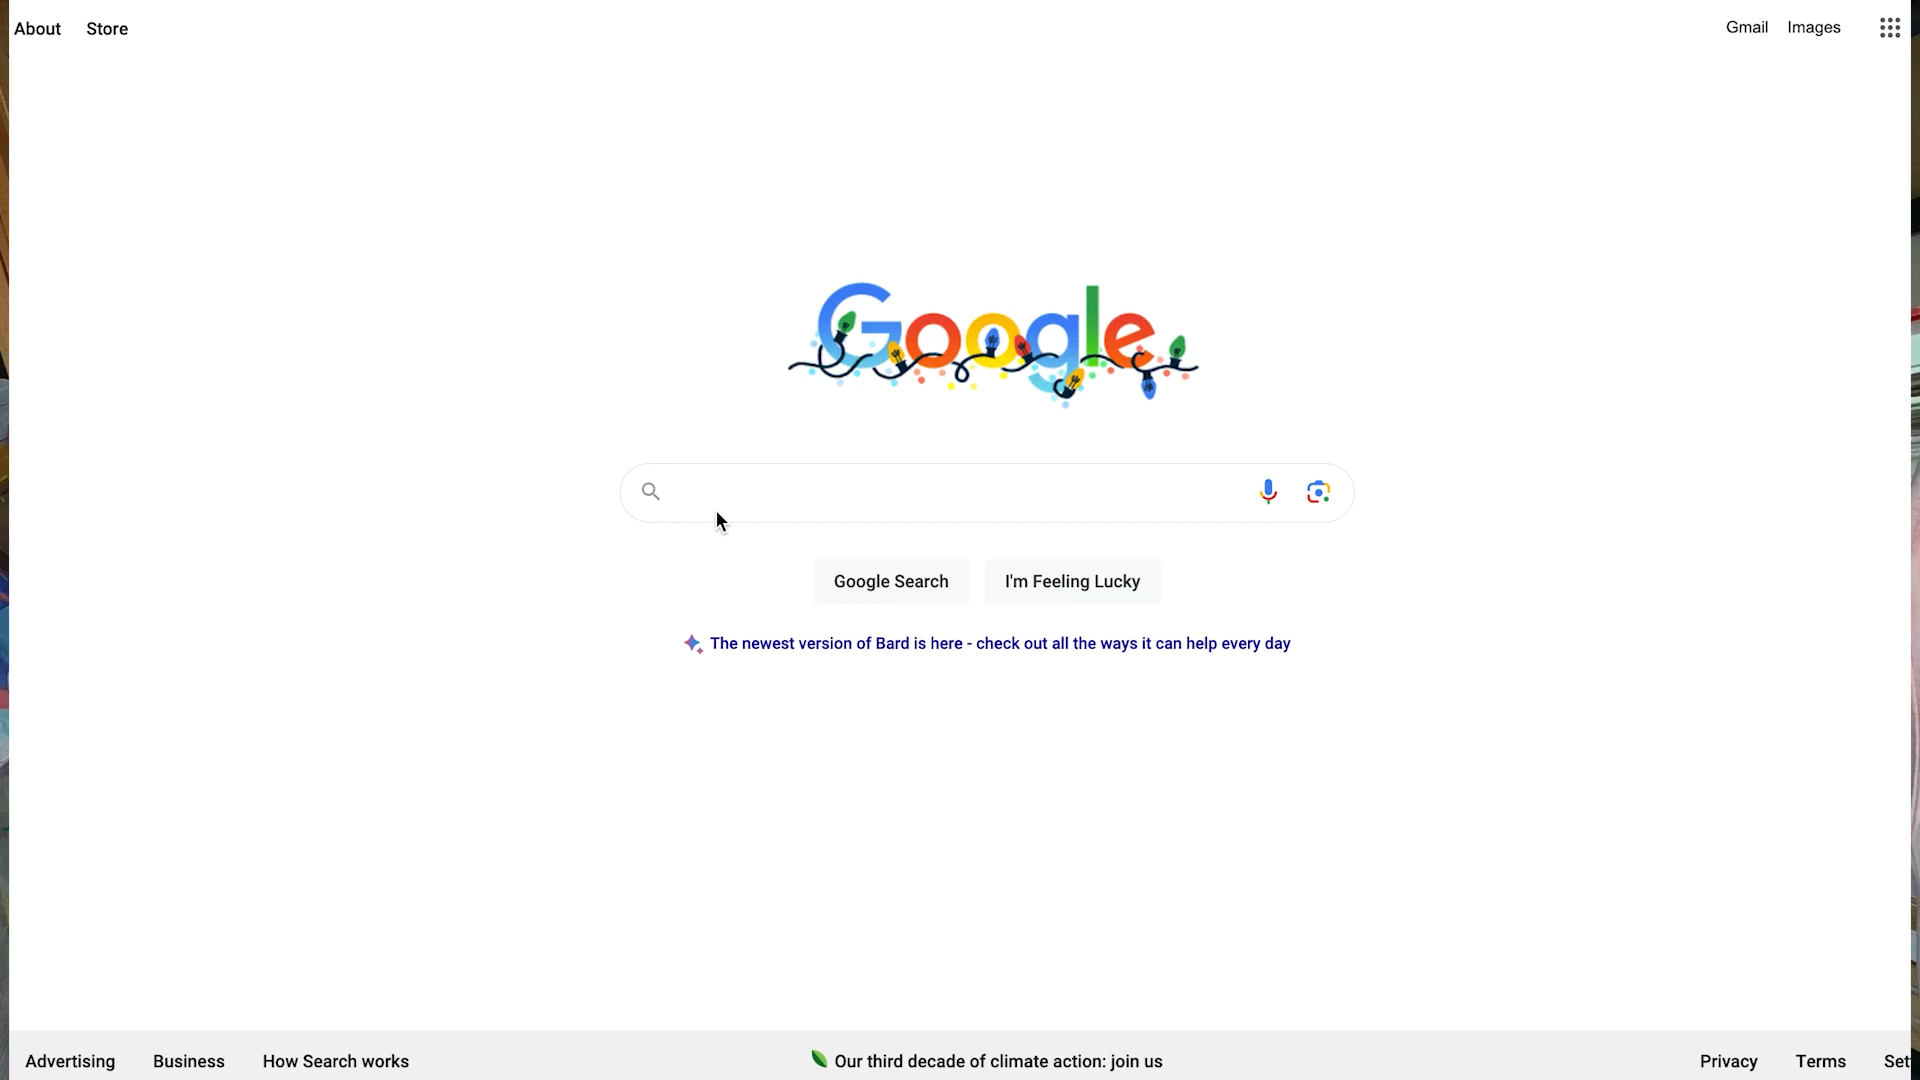 About Store
Gmail Images
Google
Google Search I'm Feeling Lucky
The newest version of Bard is here - check out all the ways it can help every day
Advertising Business How Search works Our third decade of climate action: join us Privacy Terms